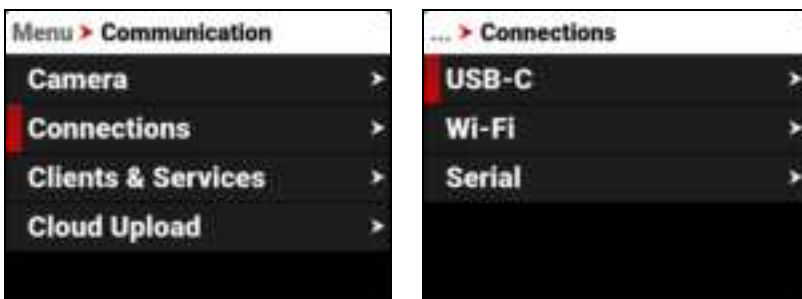 Menu > Communication
Camera >
Connections >
Clients & Services >
Cloud Upload >
... > Connections
USB-C >
Wi-Fi >
Serial >